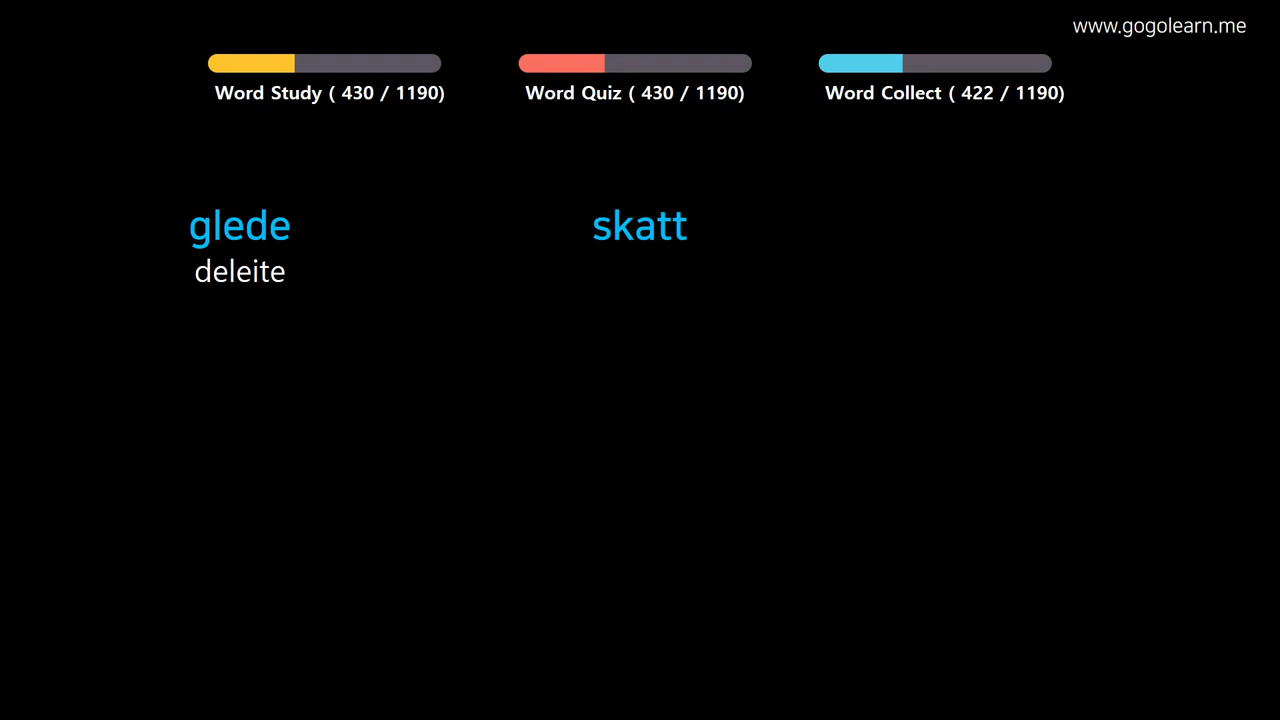 www.gogolearn.me
Word Study ( 430 / 1190)
Word Quiz ( 430 / 1190)
Word Collect ( 422 / 1190)
glede
skatt
deleite